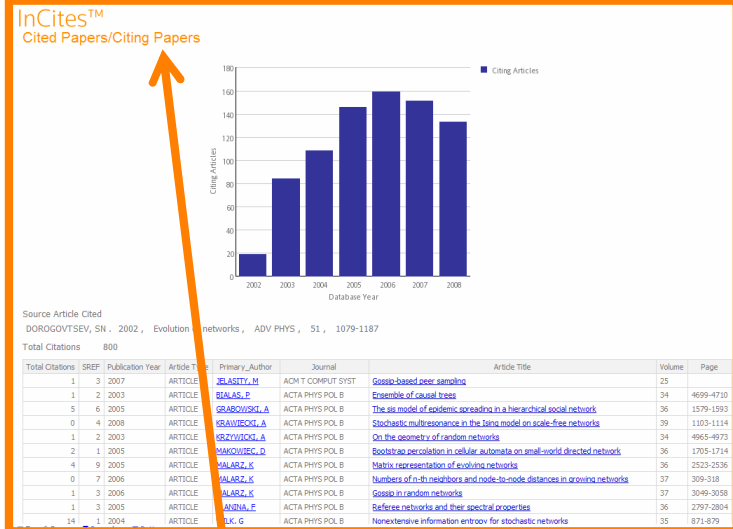 InCites™
Cited Papers/Citing Papers
180
160
140
120
100
80
60
40
20
0
Citing Articles
Citing Articles
2002 2003 2004 2005 2006 2007 2008
Database Year
Source Article Cited
DOROGOVTSEV, SN . 2002 , Evolution networks , ADV PHYS , 51 , 1079-1187
Total Citations 800
Total Citations SREF Publication Year Article Primary_Author Journal Article Title Volume Page
1 3 2007 ARTICLE JELASITY, M ACM T COMPUT SYST Gossip-based peer sampling 25
1 2 2003 ARTICLE BIALAS, P ACTA PHYS POL B Ensemble of causal trees 34 4699-4710
5 6 2005 ARTICLE GRABOWSKI, A ACTA PHYS POL B The sis model of epidemic spreading in a hierarchical social network 36 1579-1593
0 4 2008 ARTICLE KRAWIECKI, A ACTA PHYS POL B Stochastic multiresonance in the Ising model on scale-free networks 39 1103-1114
1 2 2003 ARTICLE KRZYWICKI, A ACTA PHYS POL B On the geometry of random networks 34 4965-4973
2 1 2005 ARTICLE MAKOWIEC, D ACTA PHYS POL B Bootstrap percolation in cellular automata on small-world directed network 36 1705-1714
4 9 2005 ARTICLE MALARZ, K ACTA PHYS POL B Matrix representation of evolving networks 36 2523-2536
0 7 2006 ARTICLE MALARZ, K ACTA PHYS POL B Numbers of n-th neighbors and node-to-node distances in growing networks 37 309-318
1 3 2006 ARTICLE MALARZ, K ACTA PHYS POL B Gossip in random networks 37 3049-3058
1 3 2005 ARTICLE ACTA PHYS POL B Referee networks and their spectral properties 36 2797-2804
14 1 2004 ARTICLE ACTA PHYS POL B Nonextensive information entropy for stochastic networks 35 871-879